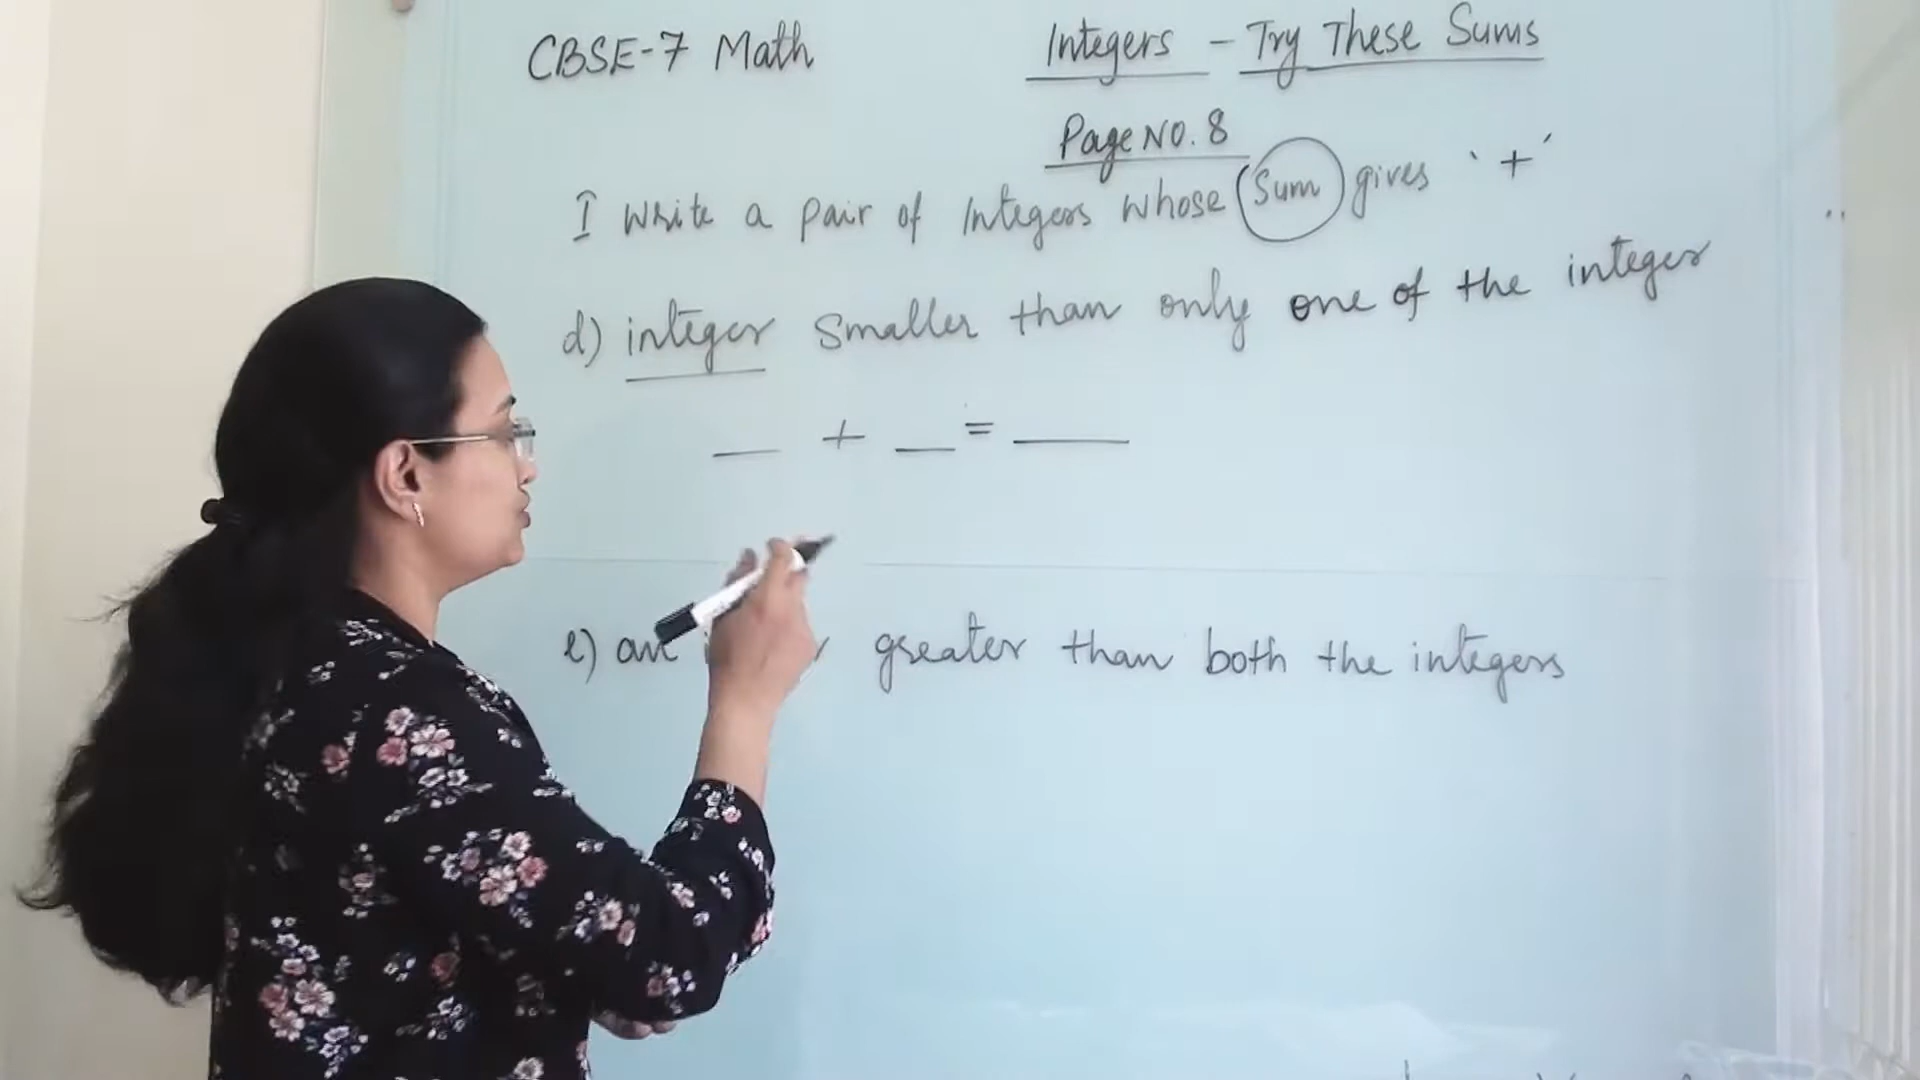 CBSE-7 Math
Integers - Try These Sums
Page NO. 8
I write a pair of Integers whose Sum gives '+'
d) integer smaller than only one of the integer
__ + __ = ____
e) an greater than both the integers